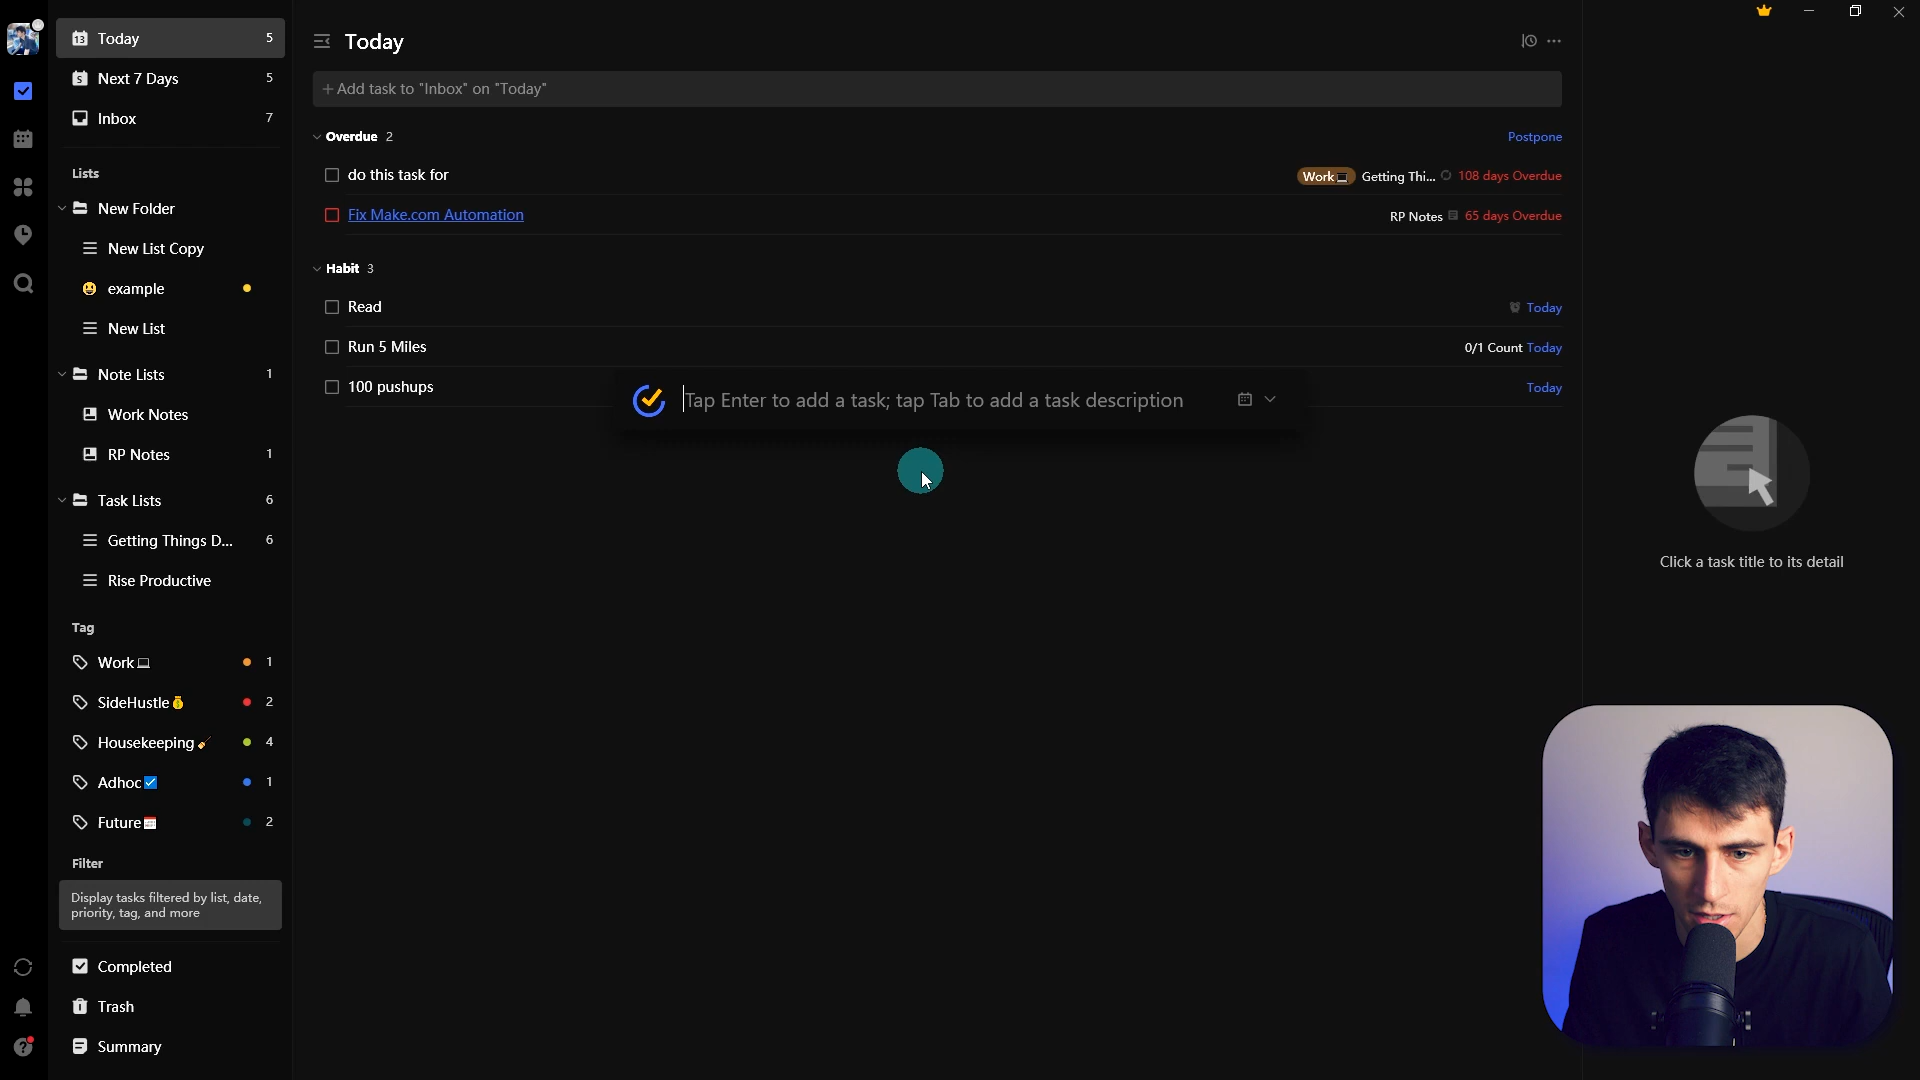 13 Today 5
Next 7 Days 5
Inbox 7
Lists
New Folder
New List Copy
example
New List
Note Lists 1
Work Notes
RP Notes 1
Task Lists 6
Getting Things D... 6
Rise Productive
Tag
Work 1
SideHustle 2
Housekeeping 4
Adhoc 1
Future 2
Filter
Display tasks filtered by list, date,
priority, tag, and more
Completed
Trash
Summary
Today
+ Add task to "Inbox" on "Today"
Overdue 2 Postpone
do this task for Work Getting Thi... 108 days Overdue
Fix Make.com Automation RP Notes 65 days Overdue
Habit 3
Read Today
Run 5 Miles 0/1 Count Today
100 pushups Today
Tap Enter to add a task; tap Tab to add a task description
Click a task title to its detail